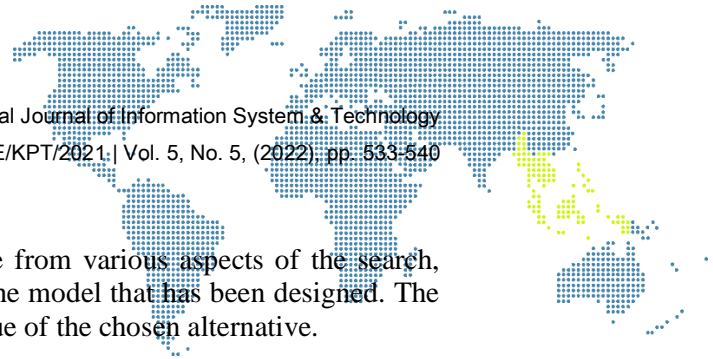 al Journal of Information System & Technology
E/KPT/2021 | Vol. 5, No. 5, (2022), pp. 533-540
e from various aspects of the search,
he model that has been designed. The
ue of the chosen alternative.